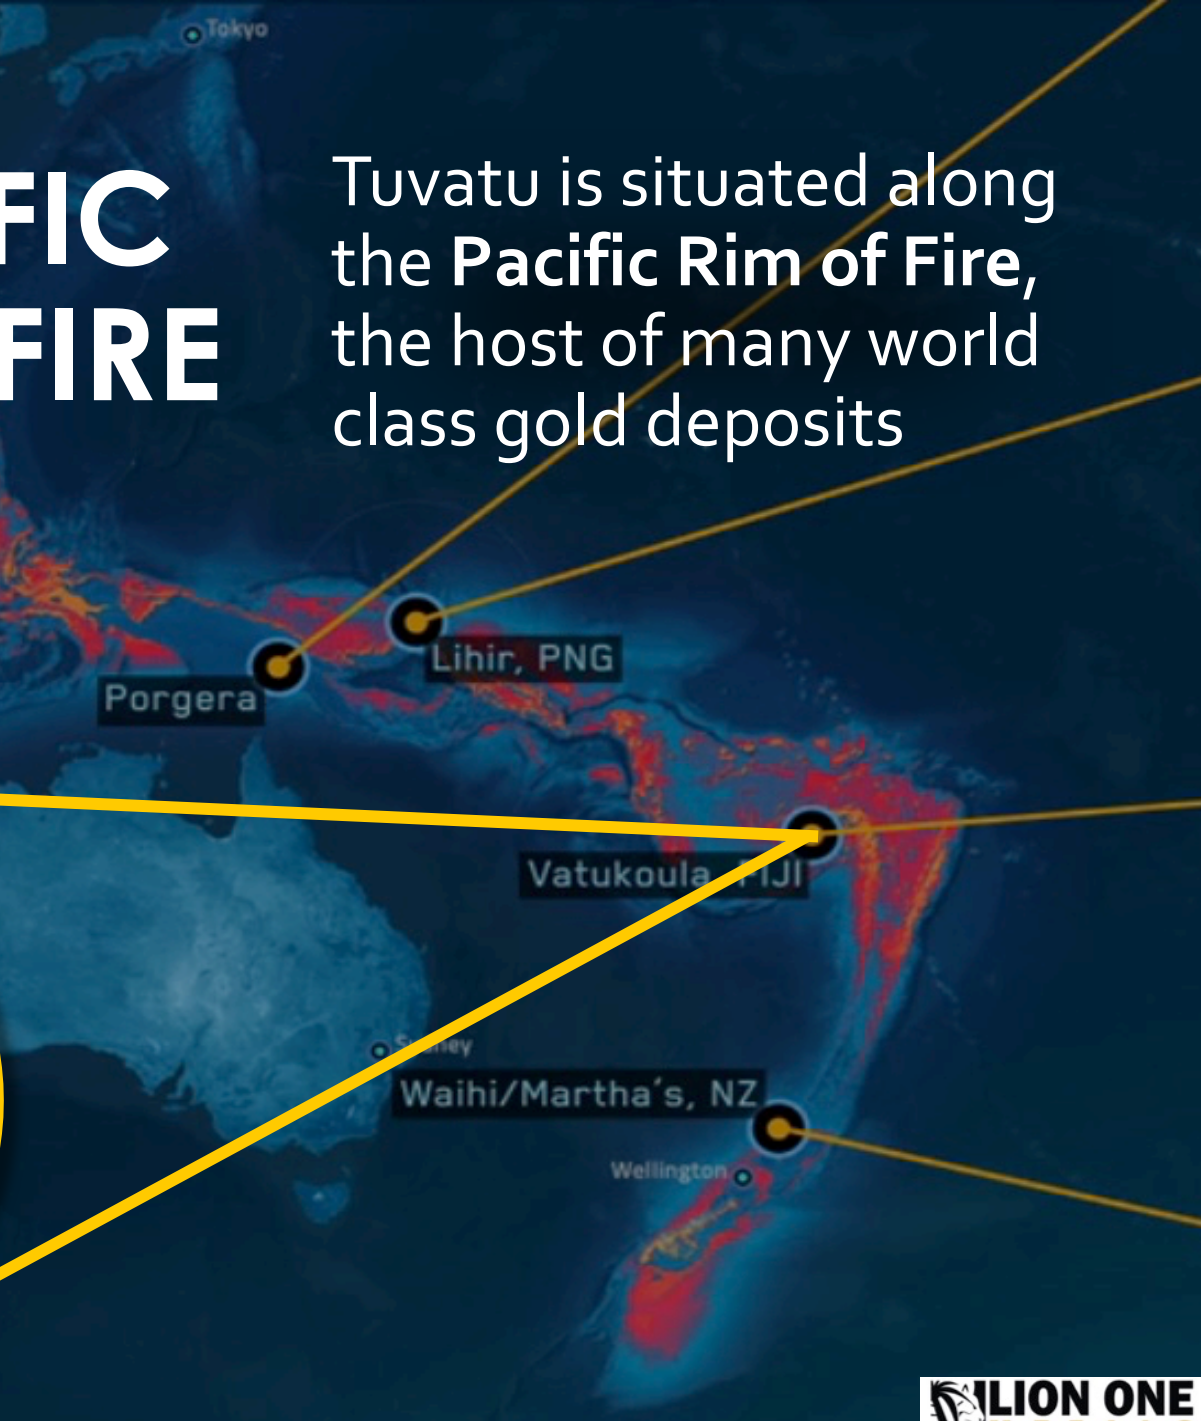 Tokyo
FIC
FIRE
Tuvatu is situated along
the Pacific Rim of Fire,
the host of many world
class gold deposits
Lihir, PNG
Porgera
Vatukoula, FIJI
Sydney
Waihi/Martha's, NZ
Wellington
LION ONE